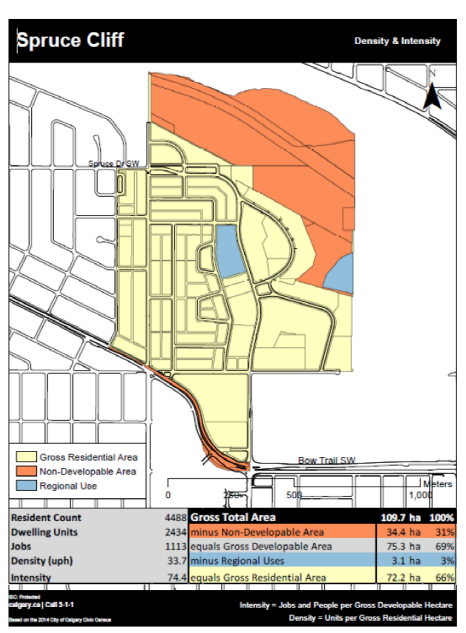 Spruce Cliff
Density & Intensity
N
Spruce Dr SW
Bow Trail SW
Gross Residential Area
Non-Developable Area
Regional Use
Meters
0 250 500 1,000
Resident Count 4488 Gross Total Area 109.7 ha 100%
Dwelling Units 2434 minus Non-Developable Area 34.4 ha 31%
Jobs 1113 equals Gross Developable Area 75.3 ha 69%
Density (uph) 33.7 minus Regional Uses 3.1 ha 3%
Intensity 74.4 equals Gross Residential Area 72.2 ha 66%
ISC: Protected
calgary.ca | Call 3-1-1
Intensity = Jobs and People per Gross Developable Hectare
Based on the 2014 City of Calgary Civic Census
Density = Units per Gross Residential Hectare